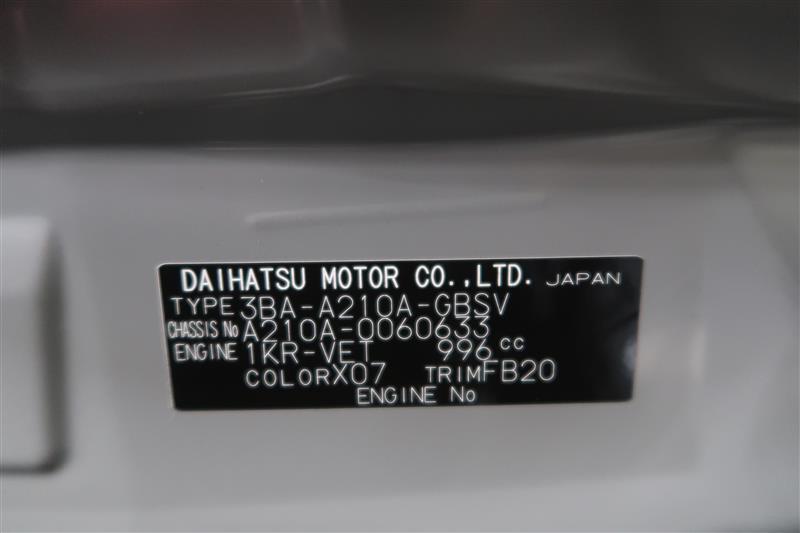 DAIHATSU MOTOR CO.,LTD. JAPAN
TYPE 3BA-A210A-GBSV
CHASSIS No A210A-0060633
ENGINE 1KR-VET 996 cc
COLOR X07 TRIM FB20
ENGINE No